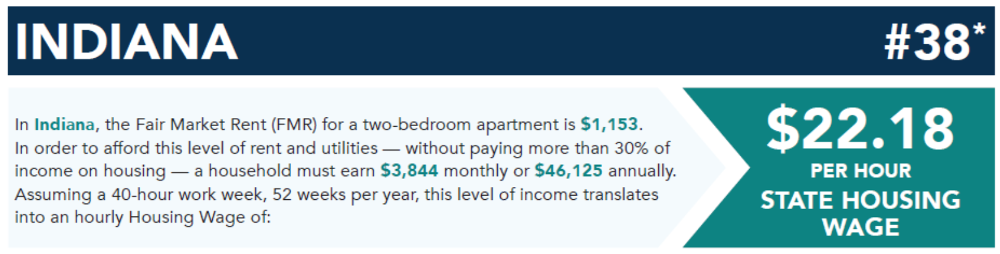 INDIANA
#38*
In Indiana, the Fair Market Rent (FMR) for a two-bedroom apartment is $1,153.
In order to afford this level of rent and utilities — without paying more than 30% of
income on housing — a household must earn $3,844 monthly or $46,125 annually.
Assuming a 40-hour work week, 52 weeks per year, this level of income translates
into an hourly Housing Wage of:
$22.18
PER HOUR
STATE HOUSING
WAGE